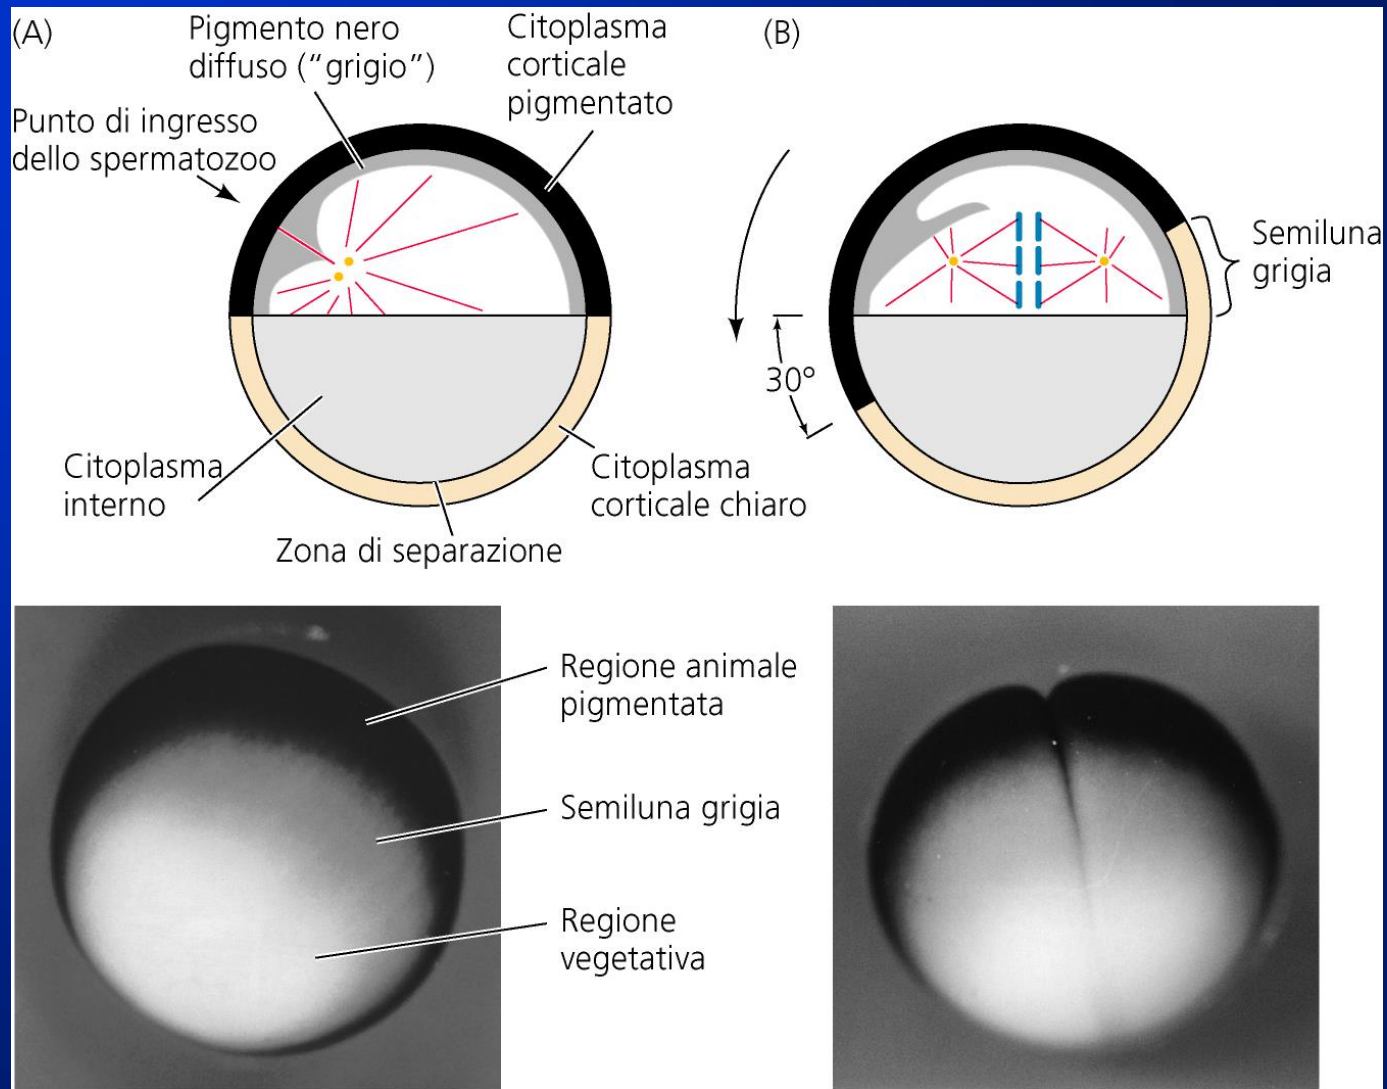 (A)
Pigmento nero
diffuso (“grigio”)
Citoplasma
corticale
pigmentato
Punto di ingresso
dello spermatozoo
Citoplasma
interno
Zona di separazione
Citoplasma
corticale chiaro
(B)
Semiluna
grigia
30°
Regione animale
pigmentata
Semiluna grigia
Regione
vegetativa